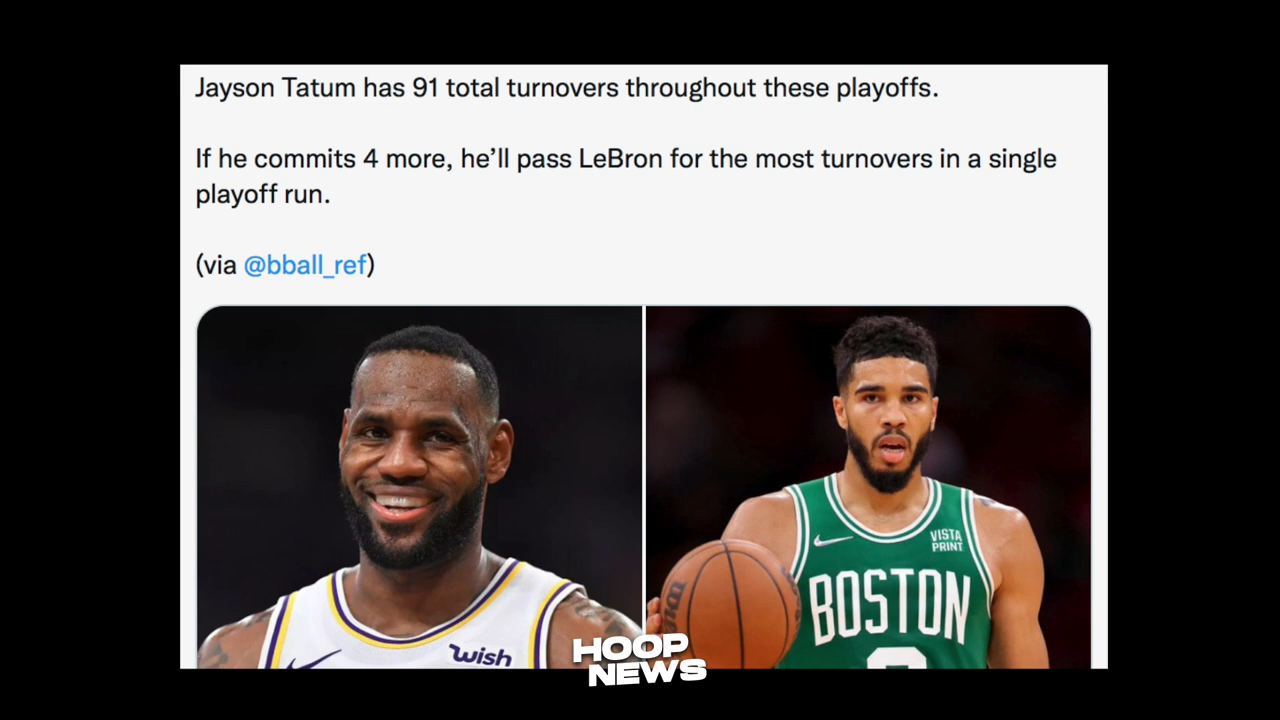 Jayson Tatum has 91 total turnovers throughout these playoffs.
If he commits 4 more, he’ll pass LeBron for the most turnovers in a single
playoff run.
(via @bball_ref)
VISTA
PRINT
BOSTON
wish
HOOP
NEWS